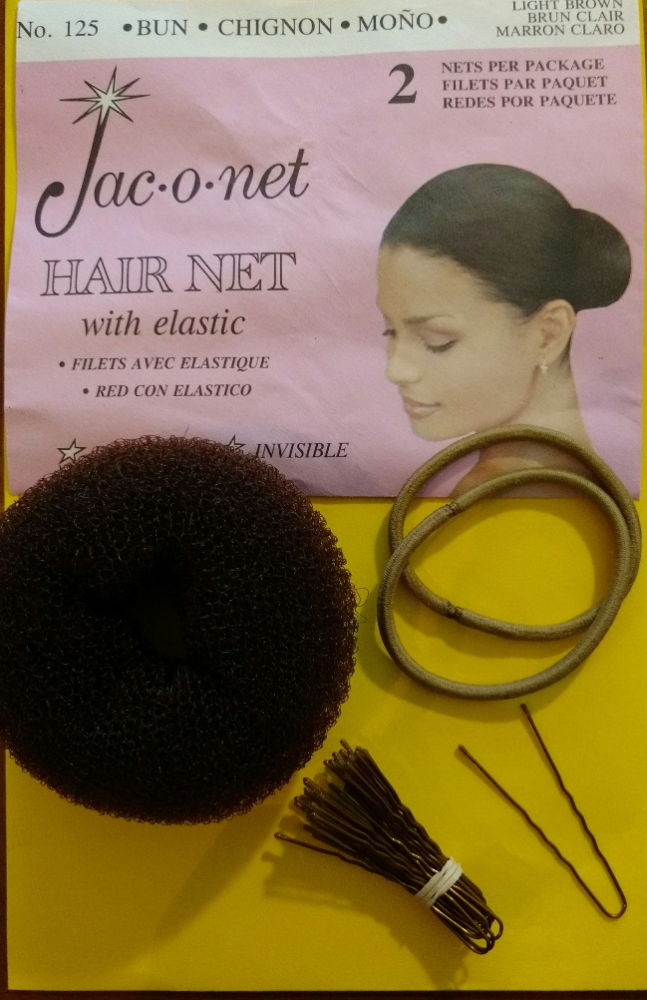 No. 125 • BUN • CHIGNON • MOÑO •
LIGHT BROWN
BRUN CLAIR
MARRON CLARO
2 NETS PER PACKAGE
FILETS PAR PAQUET
REDES POR PAQUETE
Jac·o·net
HAIR NET
with elastic
• FILETS AVEC ELASTIQUE
• RED CON ELASTICO
INVISIBLE